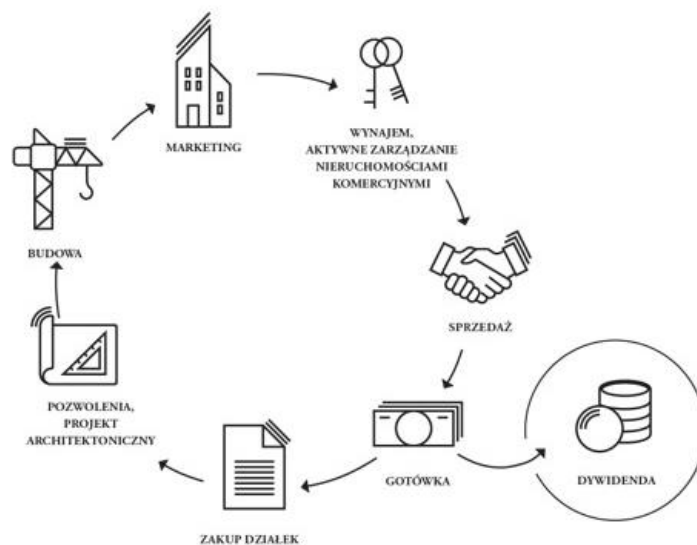 MARKETING
WYNAJEM,
AKTYWNE ZARZĄDZANIE
NIERUCHOMOŚCIAMI
KOMERCYJNYMI
BUDOWA
SPRZEDAŻ
POZWOLENIA,
PROJEKT
ARCHITEKTONICZNY
GOTÓWKA
DYWIDENDA
ZAKUP DZIAŁEK